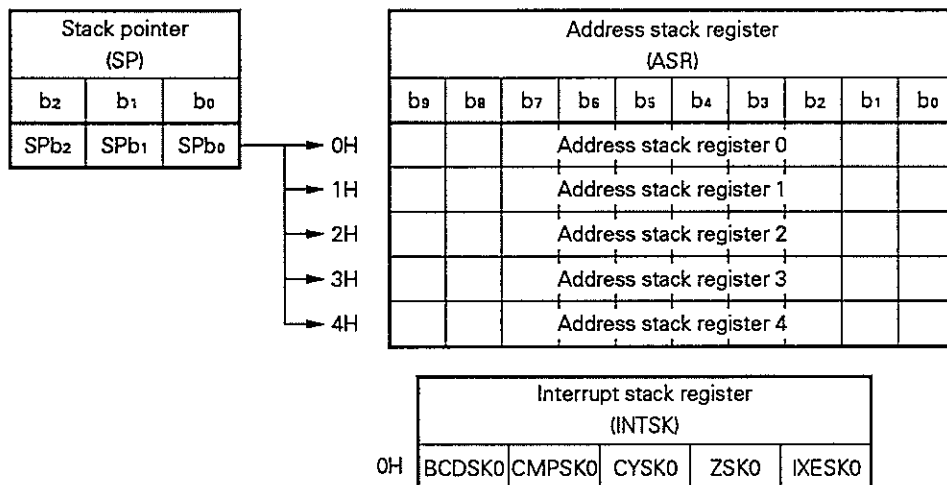 Stack pointer
(SP)
b2 b1 b0
SPb2 SPb1 SPb0
Address stack register
(ASR)
b9 b8 b7 b6 b5 b4 b3 b2 b1 b0
0H Address stack register 0
1H Address stack register 1
2H Address stack register 2
3H Address stack register 3
4H Address stack register 4
Interrupt stack register
(INTSK)
0H BCDSK0 CMPSK0 CYSK0 ZSK0 IXESK0